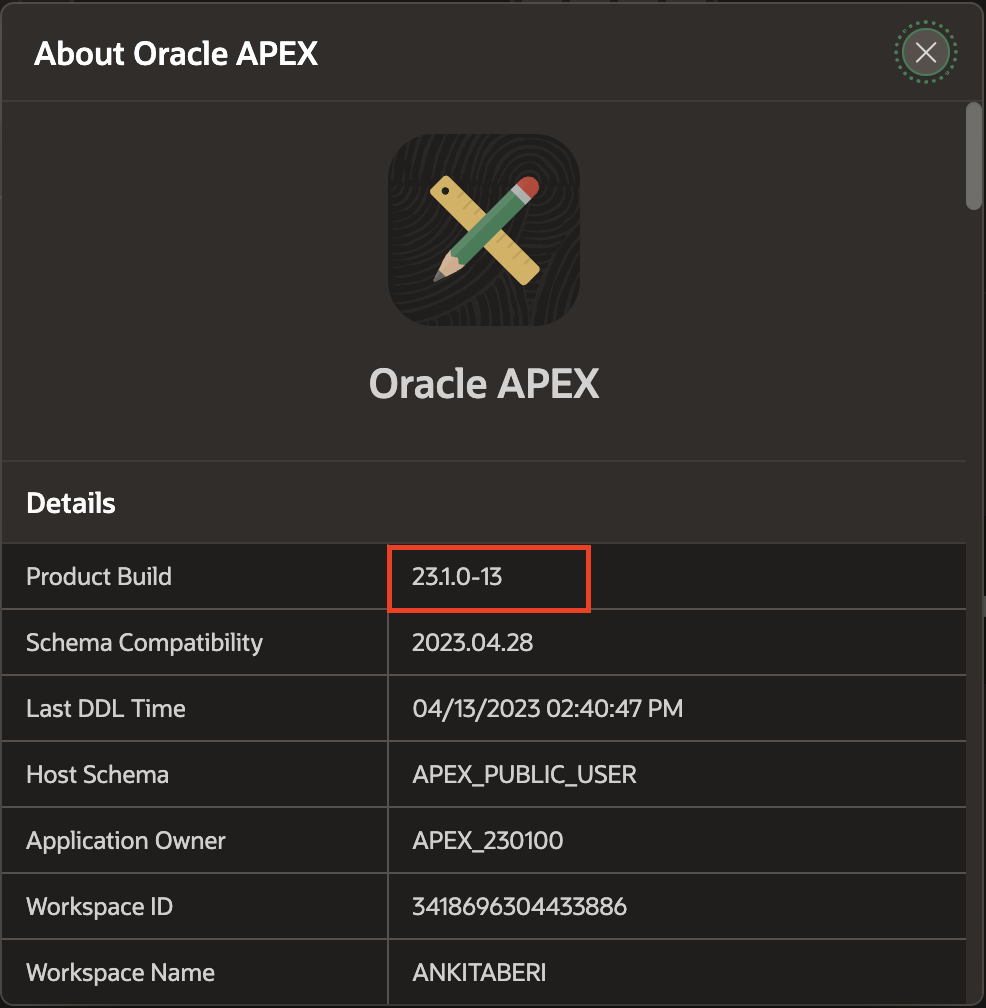 About Oracle APEX
Oracle APEX
Details
Product Build 23.1.0-13
Schema Compatibility 2023.04.28
Last DDL Time 04/13/2023 02:40:47 PM
Host Schema APEX_PUBLIC_USER
Application Owner APEX_230100
Workspace ID 3418696304433886
Workspace Name ANKITABERI